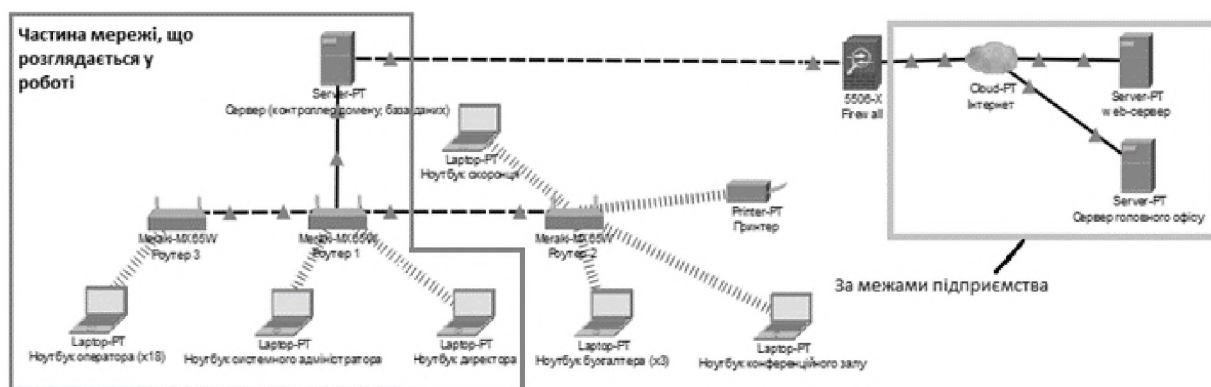 Частина мережі, що
розглядається у
роботі
Server-PT
Сервер (контроллер домену, база даних)
5506-X
Firewall
Cloud-PT
Інтернет
Server-PT
web-сервер
Server-PT
Сервер головного офісу
Laptop-PT
Ноутбук охоронця
Printer-PT
Принтер
Meraki-MX65W
Роутер 3
Meraki-MX65W
Роутер 1
Meraki-MX65W
Роутер 2
За межами підприємства
Laptop-PT
Ноутбук оператора (x18)
Laptop-PT
Ноутбук системного адміністратора
Laptop-PT
Ноутбук директора
Laptop-PT
Ноутбук бухгалтера (x3)
Laptop-PT
Ноутбук конференційного залу